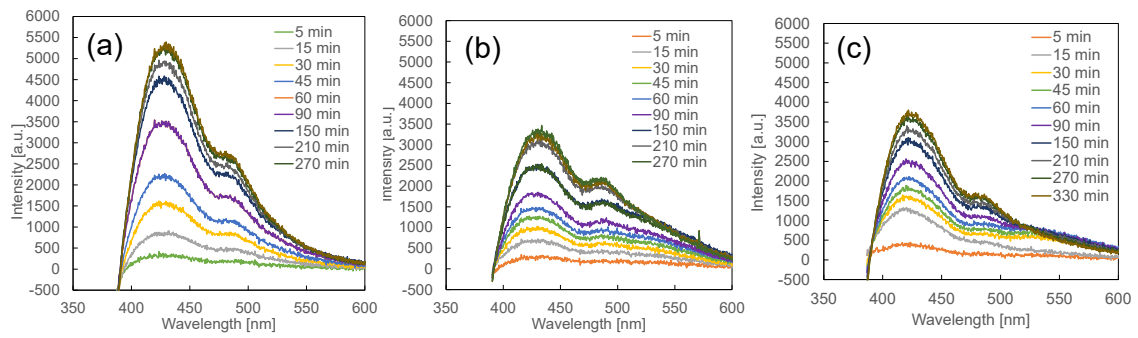 (a)
Intensity [a.u.]
6000
5500
5000
4500
4000
3500
3000
2500
2000
1500
1000
500
0
-500
350
400
450
500
550
600
Wavelength [nm]
5 min
15 min
30 min
45 min
60 min
90 min
150 min
210 min
270 min
(b)
Intensity [a.u.]
6000
5500
5000
4500
4000
3500
3000
2500
2000
1500
1000
500
0
-500
350
400
450
500
550
600
Wavelength [nm]
5 min
15 min
30 min
45 min
60 min
90 min
150 min
210 min
270 min
(c)
Intensity [a.u.]
6000
5500
5000
4500
4000
3500
3000
2500
2000
1500
1000
500
0
-500
350
400
450
500
550
600
Wavelength [nm]
5 min
15 min
30 min
45 min
60 min
90 min
150 min
210 min
270 min
330 min